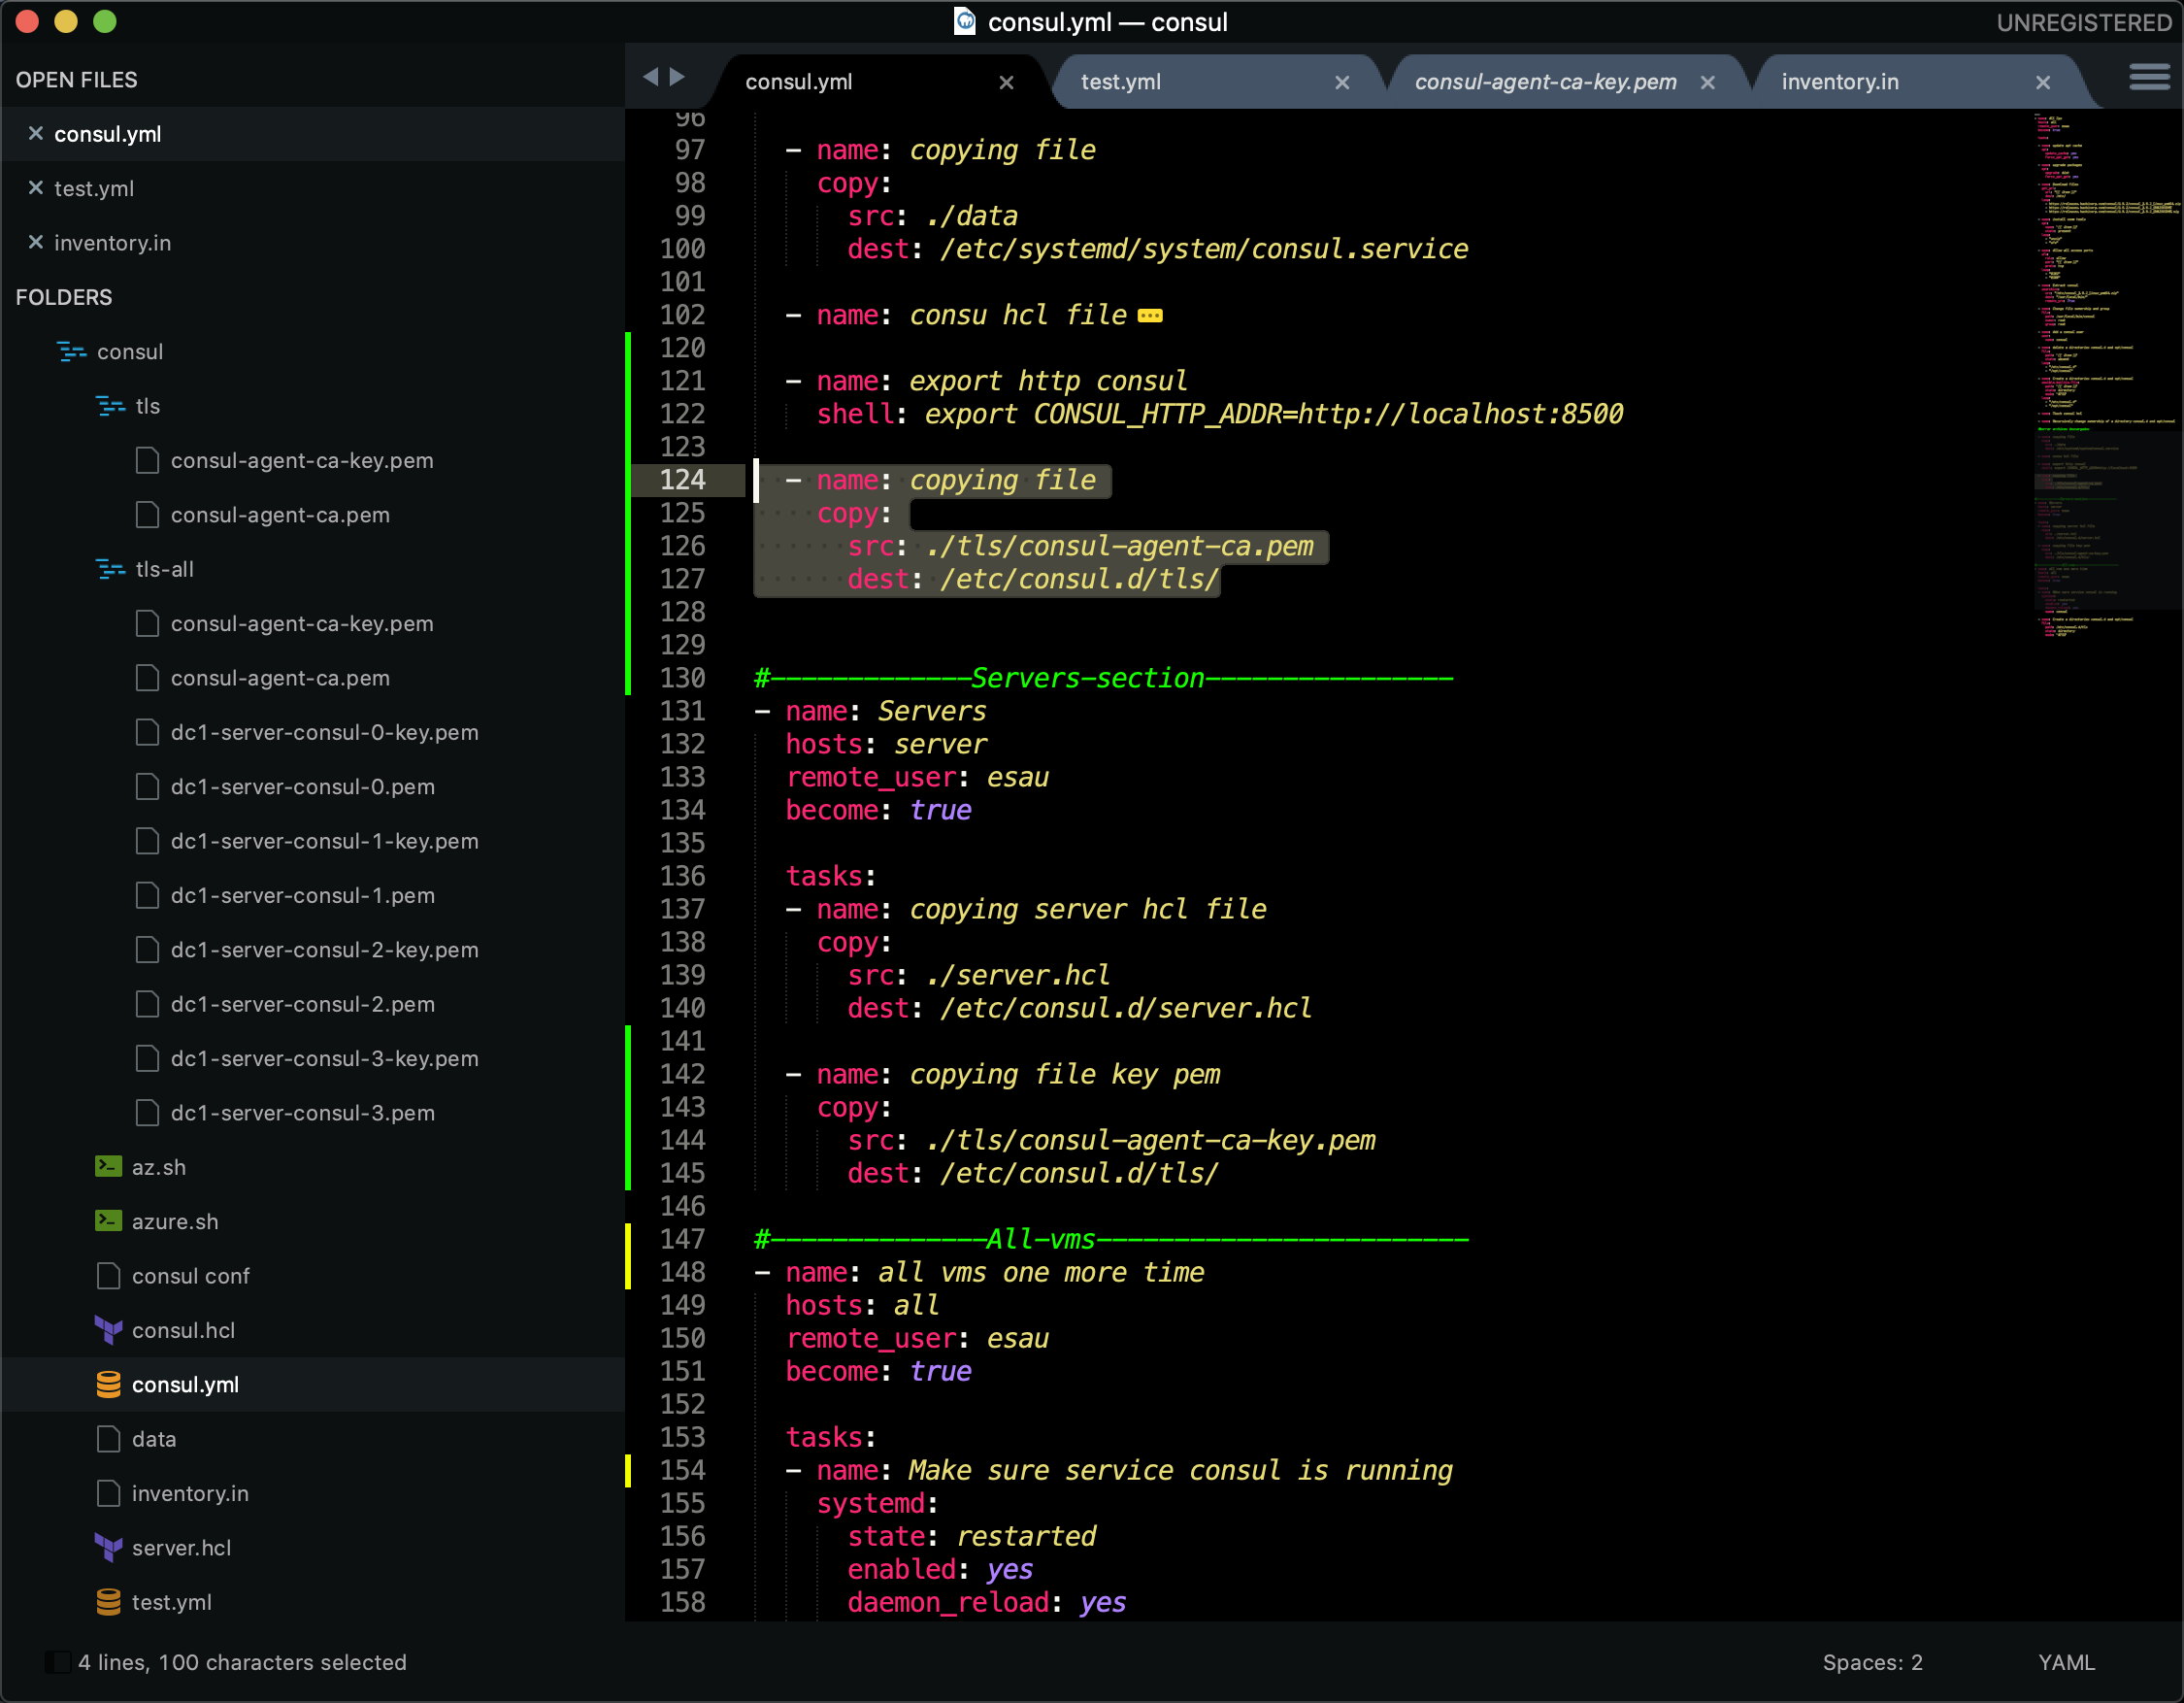 consul.yml — consul
UNREGISTERED
OPEN FILES
consul.yml
test.yml
inventory.in
FOLDERS
consul
tls
consul-agent-ca-key.pem
consul-agent-ca.pem
tls-all
consul-agent-ca-key.pem
consul-agent-ca.pem
dc1-server-consul-0-key.pem
dc1-server-consul-0.pem
dc1-server-consul-1-key.pem
dc1-server-consul-1.pem
dc1-server-consul-2-key.pem
dc1-server-consul-2.pem
dc1-server-consul-3-key.pem
dc1-server-consul-3.pem
az.sh
azure.sh
consul conf
consul.hcl
consul.yml
data
inventory.in
server.hcl
test.yml
consul.yml test.yml consul-agent-ca-key.pem inventory.in
96
97 - name: copying file
98 copy:
99 src: ./data
100 dest: /etc/systemd/system/consul.service
101
102 - name: consu hcl file
120
121 - name: export http consul
122 shell: export CONSUL_HTTP_ADDR=http://localhost:8500
123
124 - name: copying file
125 copy:
126 src: ./tls/consul-agent-ca.pem
127 dest: /etc/consul.d/tls/
128
129
130 #-------------Servers-section----------------
131 - name: Servers
132 hosts: server
133 remote_user: esau
134 become: true
135
136 tasks:
137 - name: copying server hcl file
138 copy:
139 src: ./server.hcl
140 dest: /etc/consul.d/server.hcl
141
142 - name: copying file key pem
143 copy:
144 src: ./tls/consul-agent-ca-key.pem
145 dest: /etc/consul.d/tls/
146
147 #--------------All-vms------------------------
148 - name: all vms one more time
149 hosts: all
150 remote_user: esau
151 become: true
152
153 tasks:
154 - name: Make sure service consul is running
155 systemd:
156 state: restarted
157 enabled: yes
158 daemon_reload: yes
4 lines, 100 characters selected
Spaces: 2
YAML